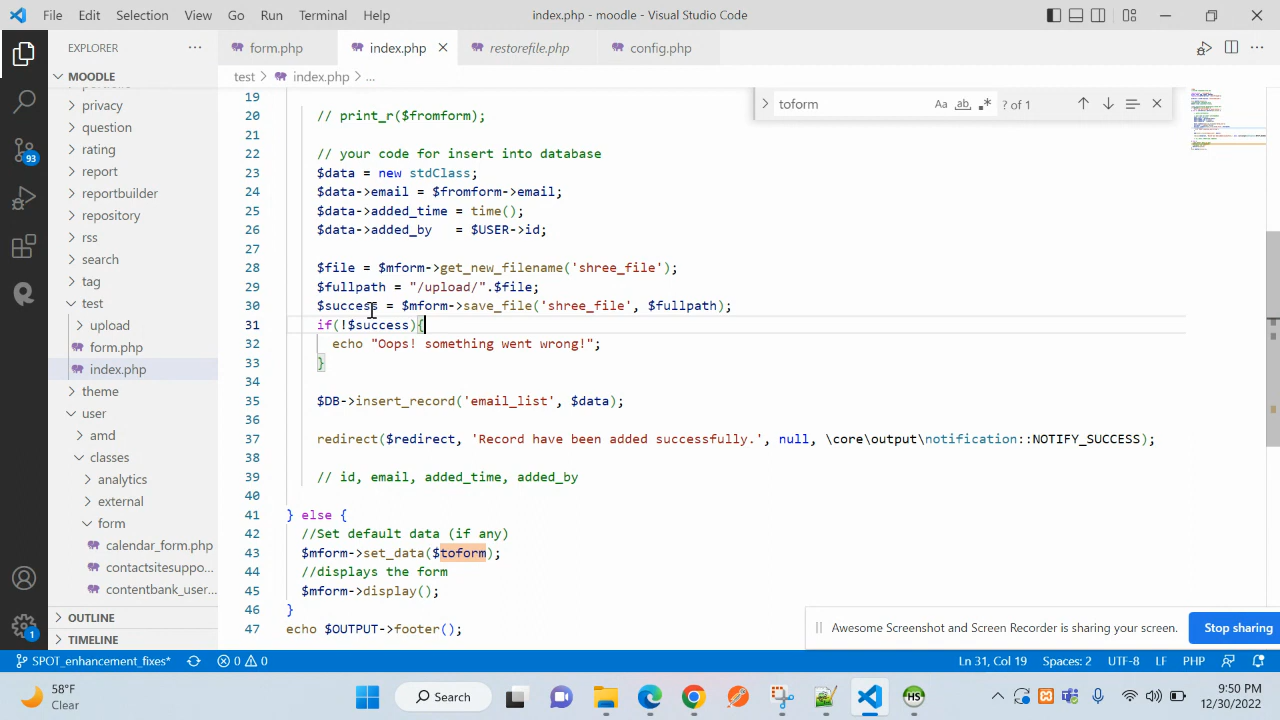 File Edit Selection View Go Run Terminal Help index.php - moodle - Visual Studio Code
EXPLORER ···
form.php index.php restorefile.php config.php
MOODLE
test > index.php > ...
privacy
question
rating
report
reportbuilder
repository
rss
search
tag
test
upload
form.php
index.php
theme
user
amd
classes
analytics
external
form
calendar_form.php
contactsitesuppo...
contentbank_user...
OUTLINE
TIMELINE
93
1
toform Aa ab ? of 1
19
20 // print_r($fromform);
21
22 // your code for insert into database
23 $data = new stdClass;
24 $data->email = $fromform->email;
25 $data->added_time = time();
26 $data->added_by   = $USER->id;
27
28 $file = $mform->get_new_filename('shree_file');
29 $fullpath = "/upload/".$file;
30 $success = $mform->save_file('shree_file', $fullpath);
31 if(!$success){
32 echo "Oops! something went wrong!";
33 }
34
35 $DB->insert_record('email_list', $data);
36
37 redirect($redirect, 'Record have been added successfully.', null, \core\output\notification::NOTIFY_SUCCESS);
38
39 // id, email, added_time, added_by
40
41 } else {
42 //Set default data (if any)
43 $mform->set_data($toform);
44 //displays the form
45 $mform->display();
46 }
47 echo $OUTPUT->footer();
Awesome Screenshot and Screen Recorder is sharing your screen. Stop sharing
SPOT_enhancement_fixes* 0 0 Ln 31, Col 19 Spaces: 2 UTF-8 LF PHP
58°F
Clear
Search
HS
9:50 PM
12/30/2022